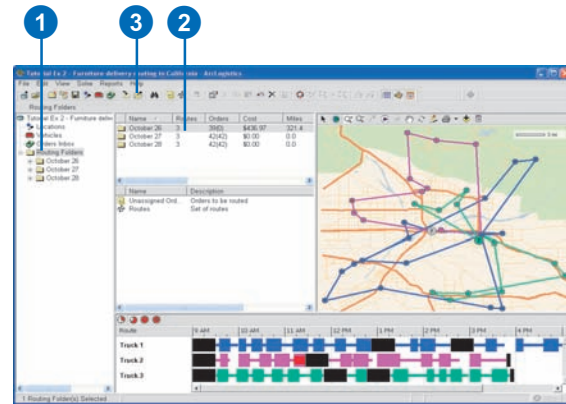 1
3
2
Tutorial Ex 2 - Furniture delivery routing in California - ArcLogistics
File Edit View Solve Reports Help
Routing Folders
Tutorial Ex 2 - Furniture deliv
Locations
Vehicles
Orders Inbox
Routing Folders
October 26
October 27
October 28
Name Routes Orders Cost Miles
October 26 3 39(0) $436.97 321.4
October 27 3 42(42) $0.00 0.0
October 28 3 42(42) $0.00 0.0
Name Description
Unassigned Ord... Orders to be routed
Routes Set of routes
Route 9 AM 10 AM 11 AM 12 PM 1 PM 2 PM 3 PM 4 PM
Truck 1
Truck 2
Truck 3
1 Routing Folder(s) Selected